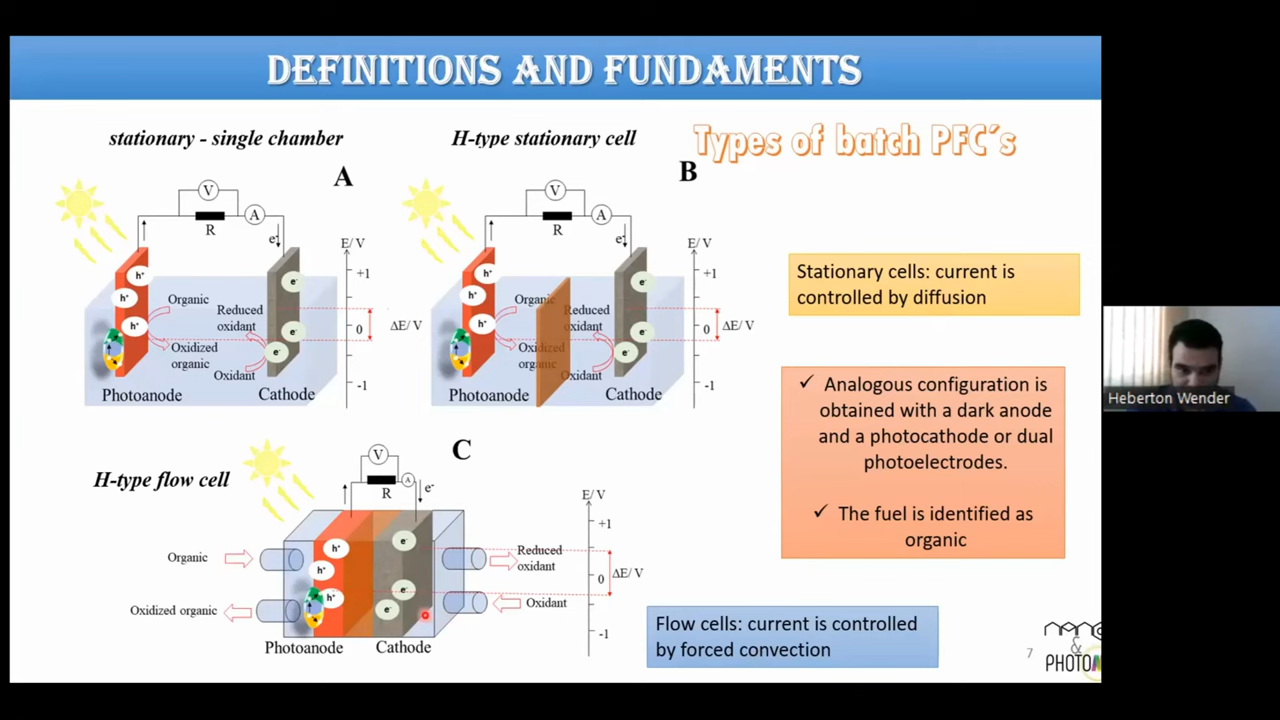 DEFINITIONS AND FUNDAMENTS
stationary - single chamber
H-type stationary cell
Types of batch PFC´s
A
B
V
R
A
e⁻
E/ V
+1
0
-1
ΔE/ V
h⁺
h⁺
h⁺
e⁻
e⁻
e⁻
Organic
Oxidized
organic
Reduced
oxidant
Oxidant
Photoanode
Cathode
V
R
A
e⁻
E/ V
+1
0
-1
ΔE/ V
h⁺
h⁺
h⁺
e⁻
e⁻
e⁻
Organic
Oxidized
organic
Reduced
oxidant
Oxidant
Photoanode
Cathode
Stationary cells: current is
controlled by diffusion
✓ Analogous configuration is
obtained with a dark anode
and a photocathode or dual
photoelectrodes.
✓ The fuel is identified as
organic
Heberton Wender
H-type flow cell
C
V
R
A
e⁻
E/ V
+1
0
-1
ΔE/ V
h⁺
h⁺
h⁺
e⁻
e⁻
e⁻
Organic
Oxidized organic
Reduced
oxidant
Oxidant
Photoanode
Cathode
Flow cells: current is controlled
by forced convection
7
&